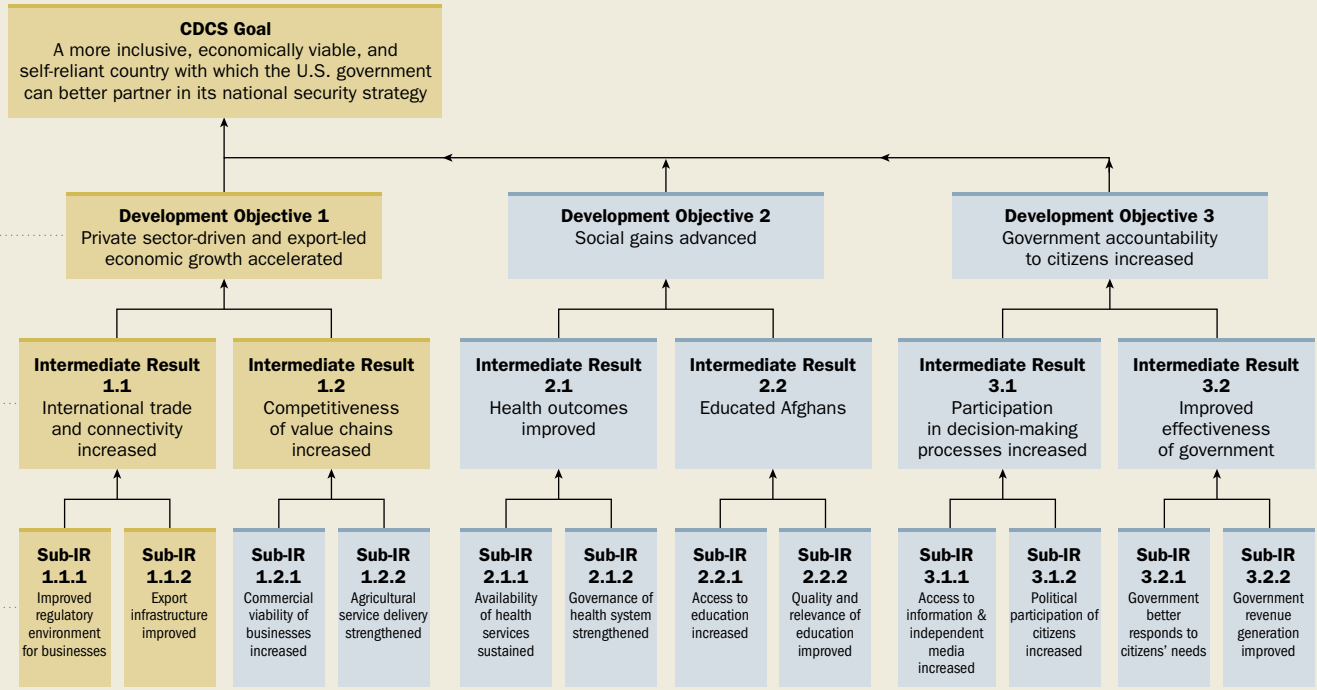 CDCS Goal
A more inclusive, economically viable, and
self-reliant country with which the U.S. government
can better partner in its national security strategy
Development Objective 1
Private sector-driven and export-led
economic growth accelerated
Development Objective 2
Social gains advanced
Development Objective 3
Government accountability
to citizens increased
Intermediate Result
1.1
International trade
and connectivity
increased
Intermediate Result
1.2
Competitiveness
of value chains
increased
Intermediate Result
2.1
Health outcomes
improved
Intermediate Result
2.2
Educated Afghans
Intermediate Result
3.1
Participation
in decision-making
processes increased
Intermediate Result
3.2
Improved
effectiveness
of government
Sub-IR
1.1.1
Improved
regulatory
environment
for businesses
Sub-IR
1.1.2
Export
infrastructure
improved
Sub-IR
1.2.1
Commercial
viability of
businesses
increased
Sub-IR
1.2.2
Agricultural
service delivery
strengthened
Sub-IR
2.1.1
Availability
of health
services
sustained
Sub-IR
2.1.2
Governance of
health system
strengthened
Sub-IR
2.2.1
Access to
education
increased
Sub-IR
2.2.2
Quality and
relevance of
education
improved
Sub-IR
3.1.1
Access to
information &
independent
media
increased
Sub-IR
3.1.2
Political
participation of
citizens
increased
Sub-IR
3.2.1
Government
better
responds to
citizens’ needs
Sub-IR
3.2.2
Government
revenue
generation
improved